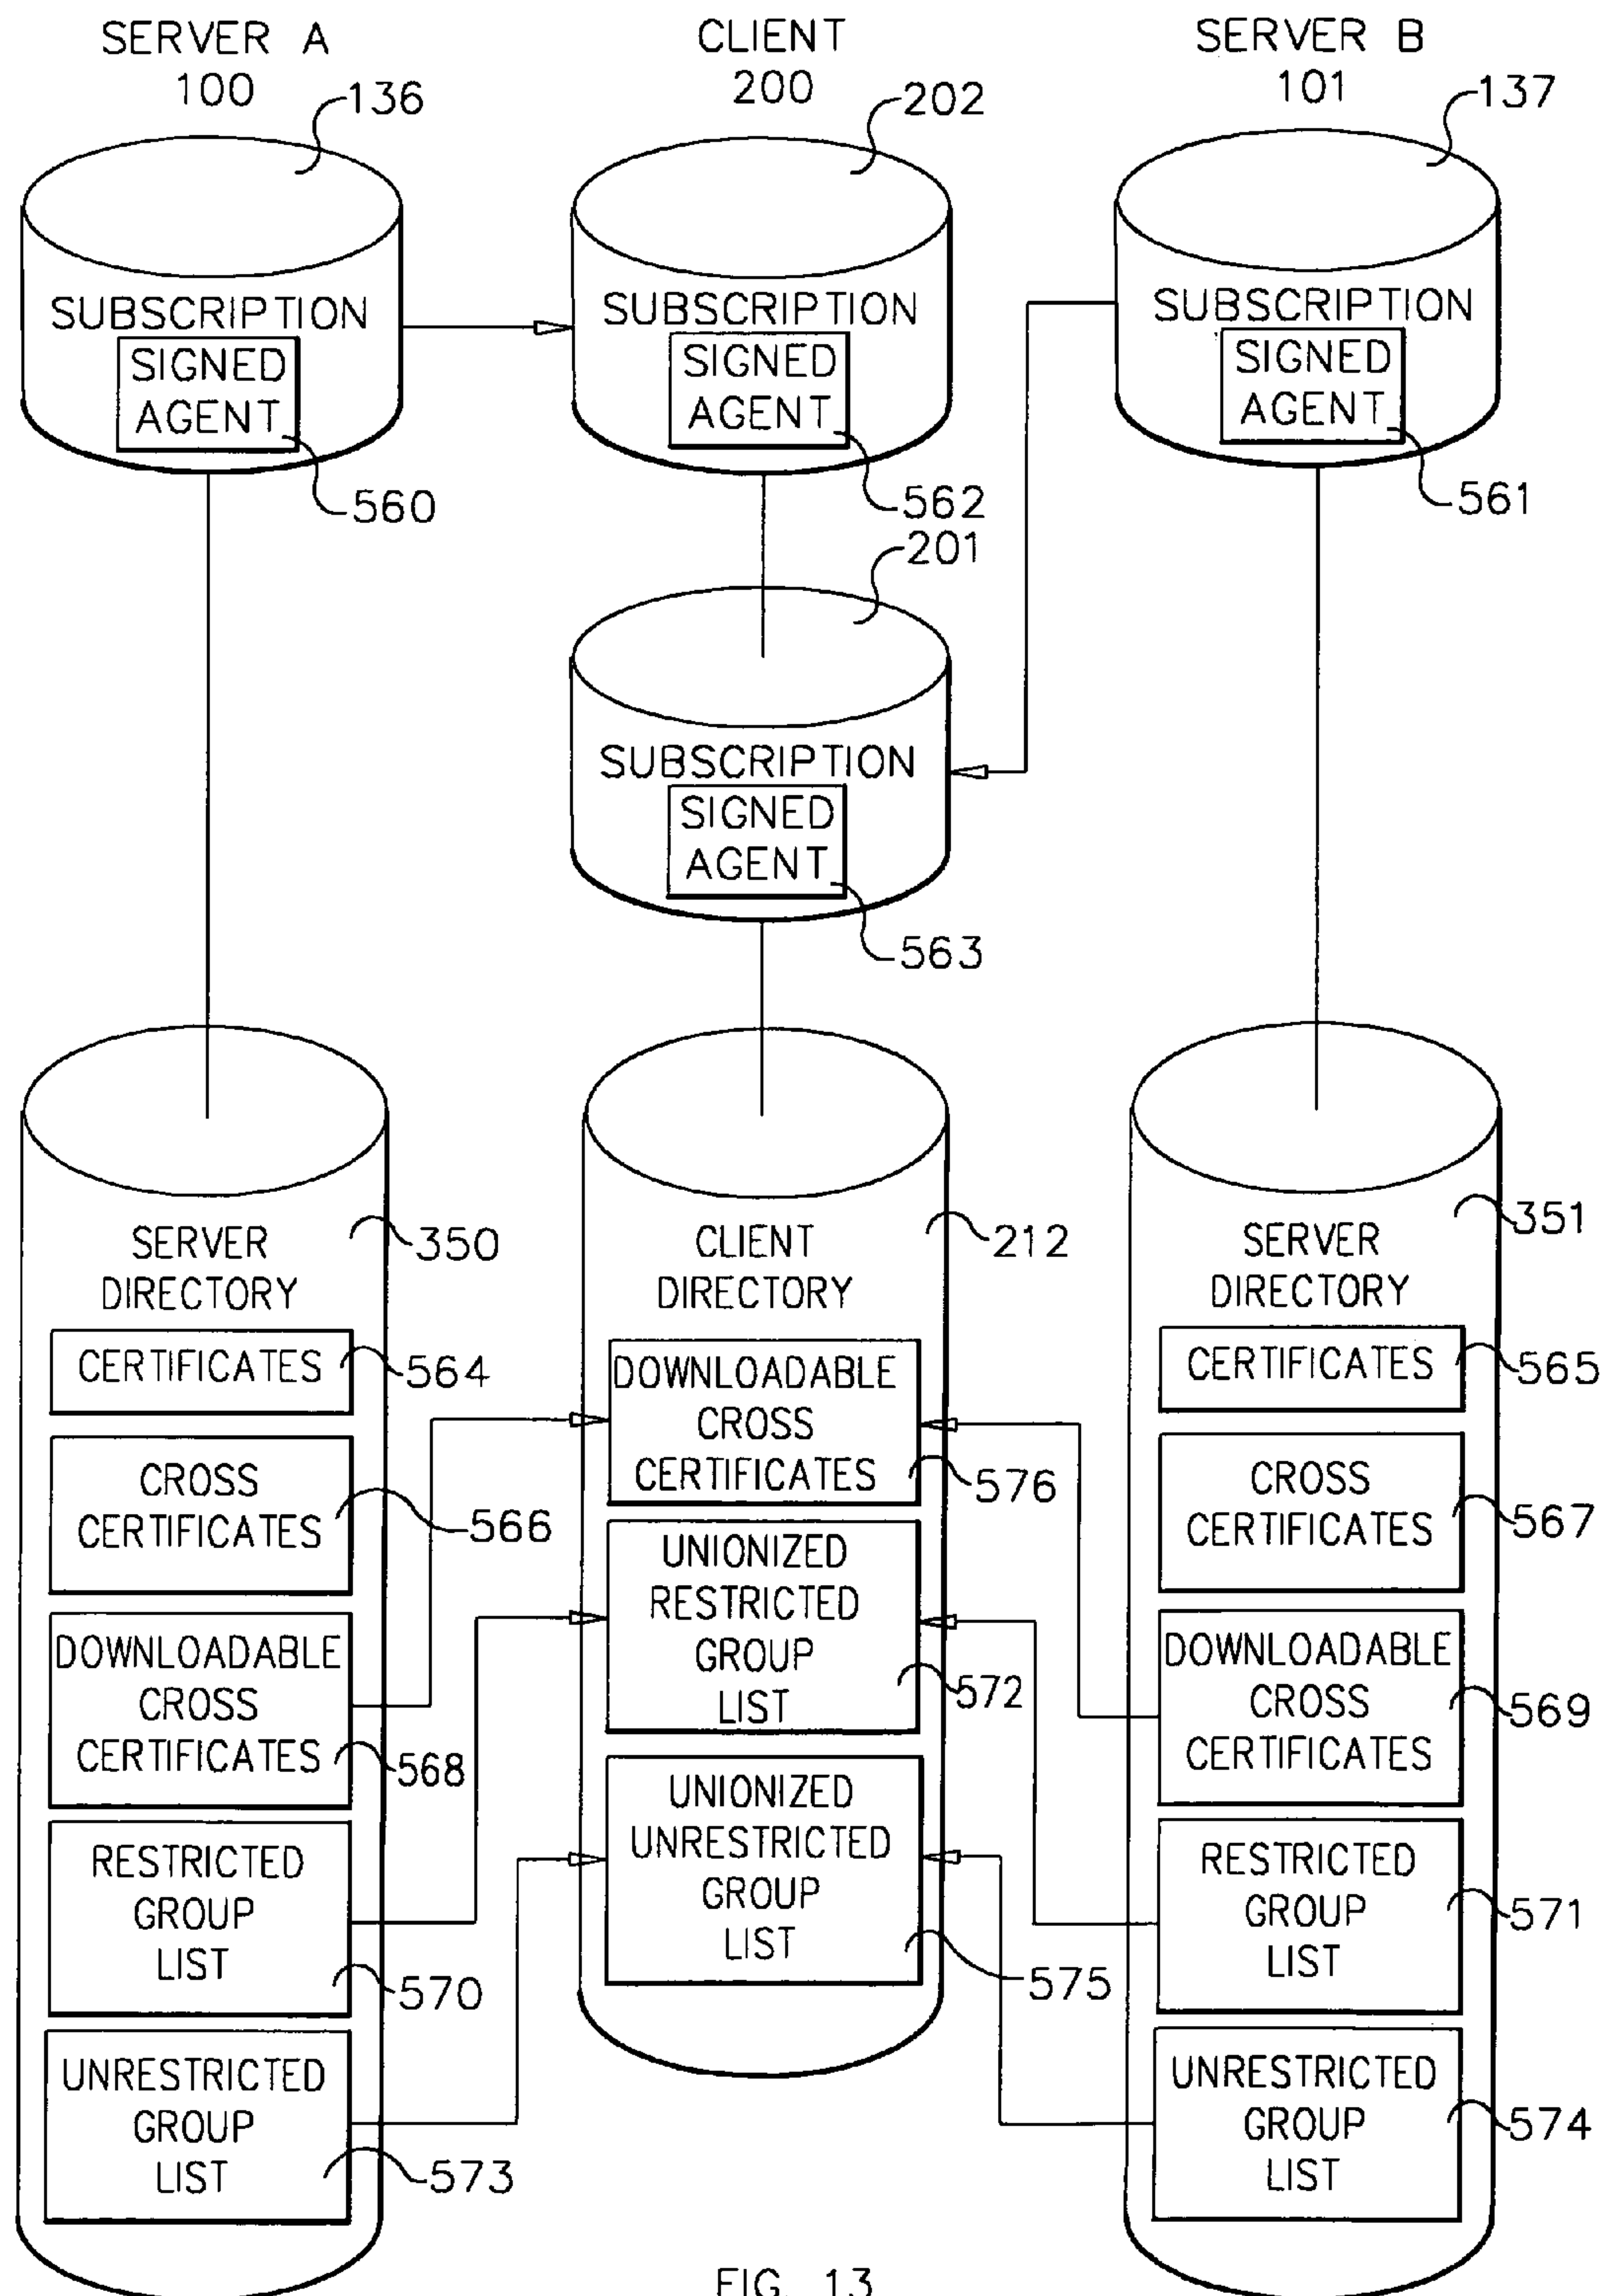 SERVER A
100
CLIENT
200
SERVER B
101
136
202
137
SUBSCRIPTION
SIGNED
AGENT
560
SUBSCRIPTION
SIGNED
AGENT
562
SUBSCRIPTION
SIGNED
AGENT
561
201
SUBSCRIPTION
SIGNED
AGENT
563
SERVER
DIRECTORY
350
CERTIFICATES
564
CROSS
CERTIFICATES
566
DOWNLOADABLE
CROSS
CERTIFICATES
568
RESTRICTED
GROUP
LIST
570
UNRESTRICTED
GROUP
LIST
573
CLIENT
DIRECTORY
212
DOWNLOADABLE
CROSS
CERTIFICATES
576
UNIONIZED
RESTRICTED
GROUP
LIST
572
UNIONIZED
UNRESTRICTED
GROUP
LIST
575
SERVER
DIRECTORY
351
CERTIFICATES
565
CROSS
CERTIFICATES
567
DOWNLOADABLE
CROSS
CERTIFICATES
569
RESTRICTED
GROUP
LIST
571
UNRESTRICTED
GROUP
LIST
574
FIG. 13